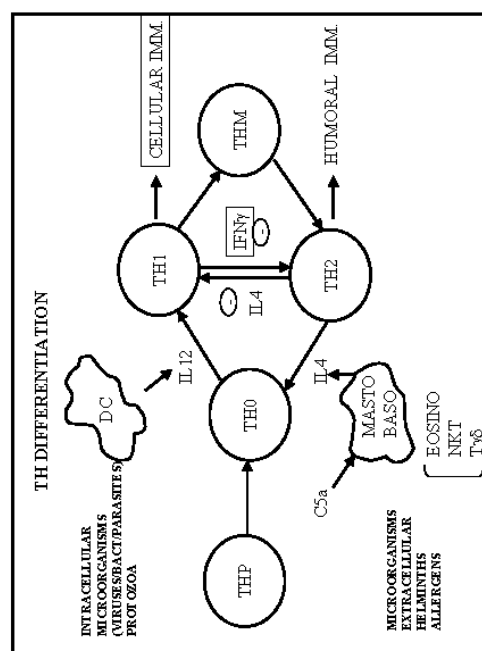 TH DIFFERENTIATION
INTRACELLULAR
MICROORGANISMS
(VIRUSES/BACT/PARASITES)
PROTOZOA
DC
IL12
TH1
CELLULAR IMM.
THP
TH0
-
IL4
IFNγ
-
THM
IL4
TH2
HUMORAL IMM.
C5a
MASTO
BASO
EOSINO
NKT
Tγδ
MICROORGANISMS
EXTRACELLULAR
HELMINTHS
ALLERGENS